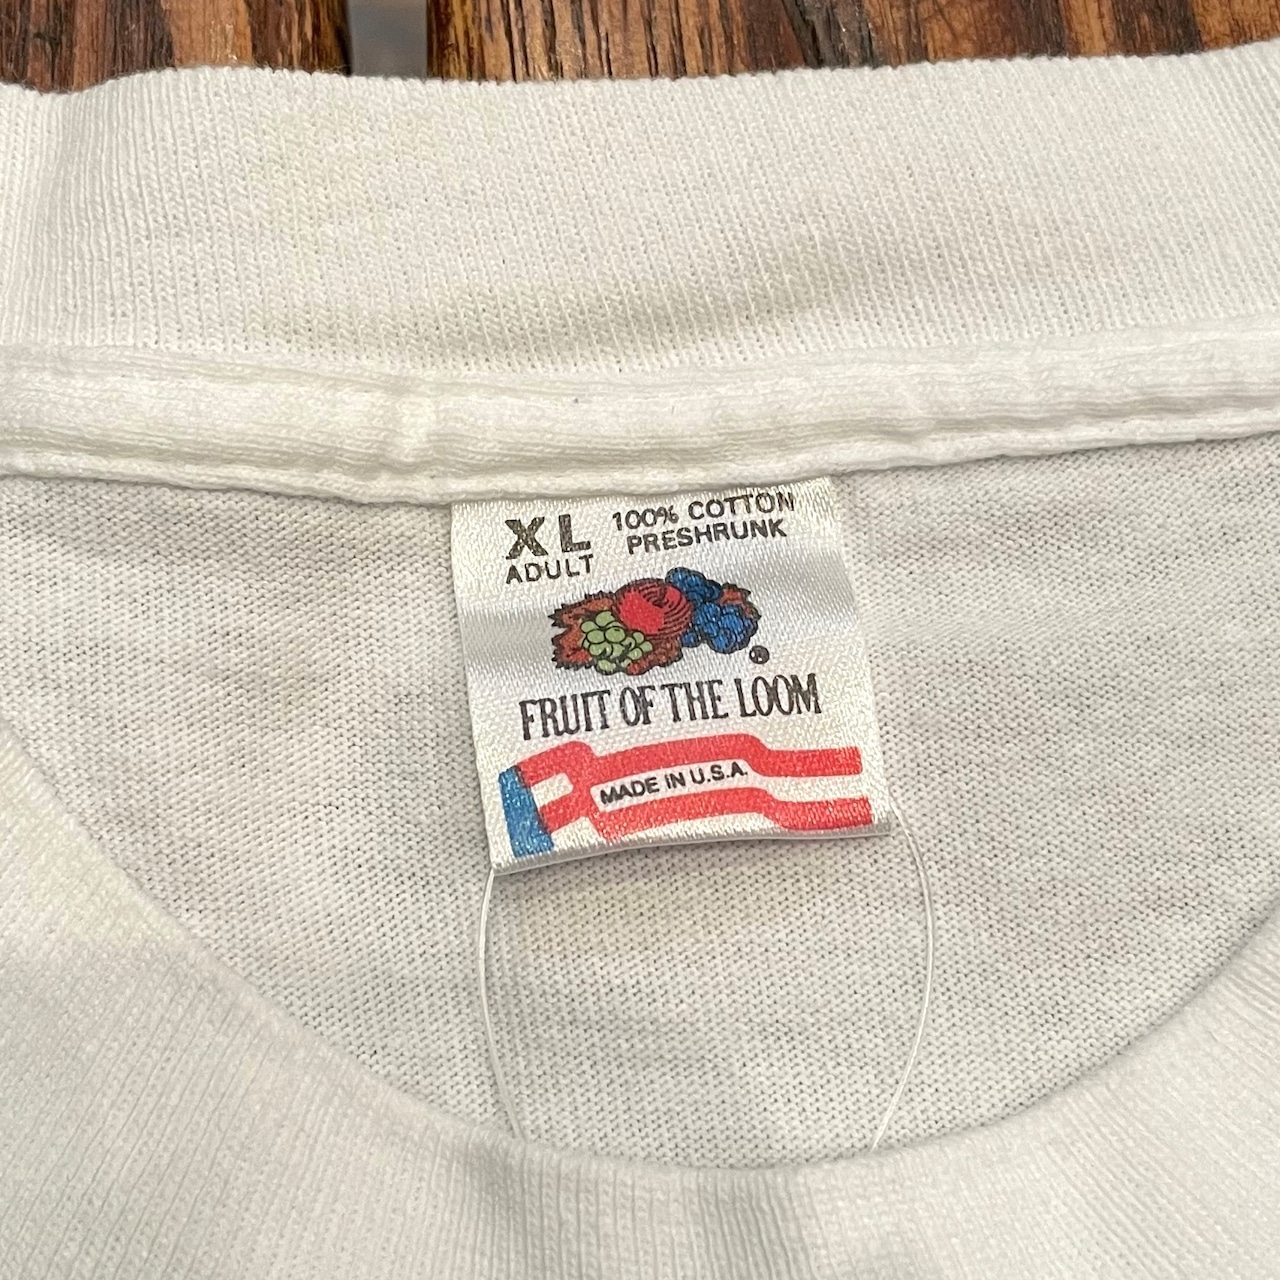 XL 100% COTTON
ADULT PRESHRUNK
®
FRUIT OF THE LOOM
MADE IN U.S.A.